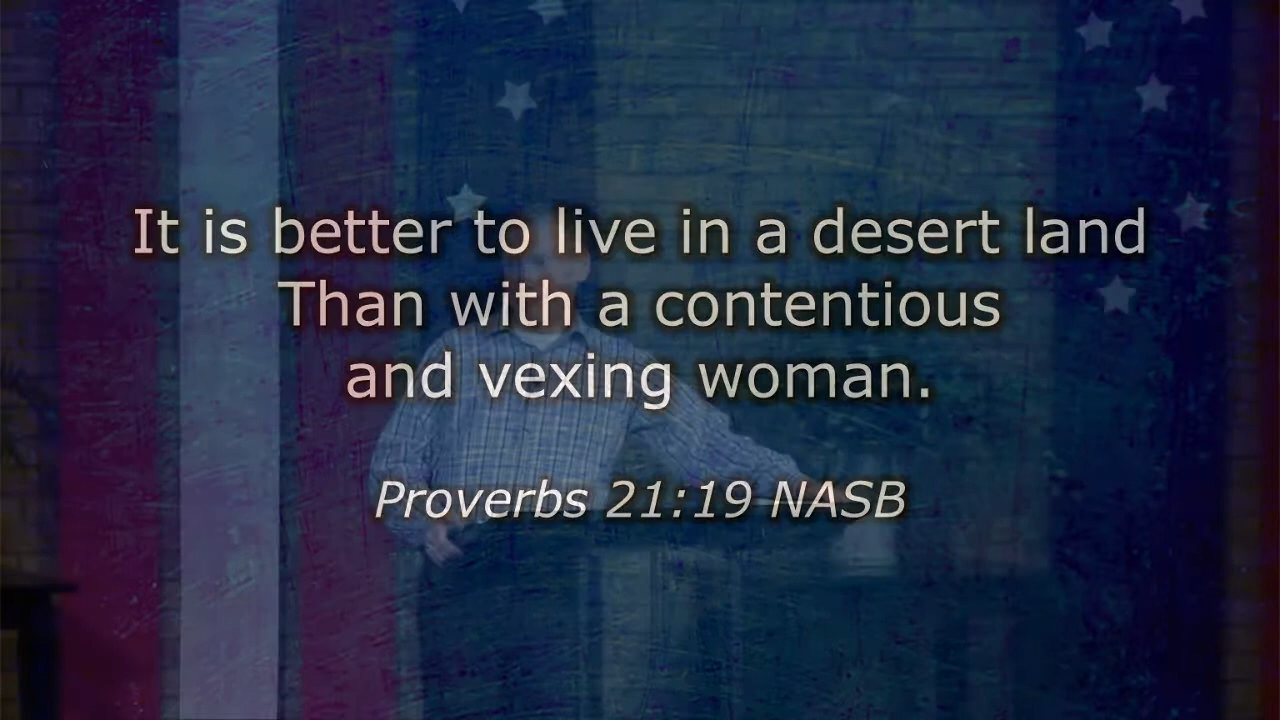 It is better to live in a desert land
Than with a contentious
and vexing woman.
Proverbs 21:19 NASB